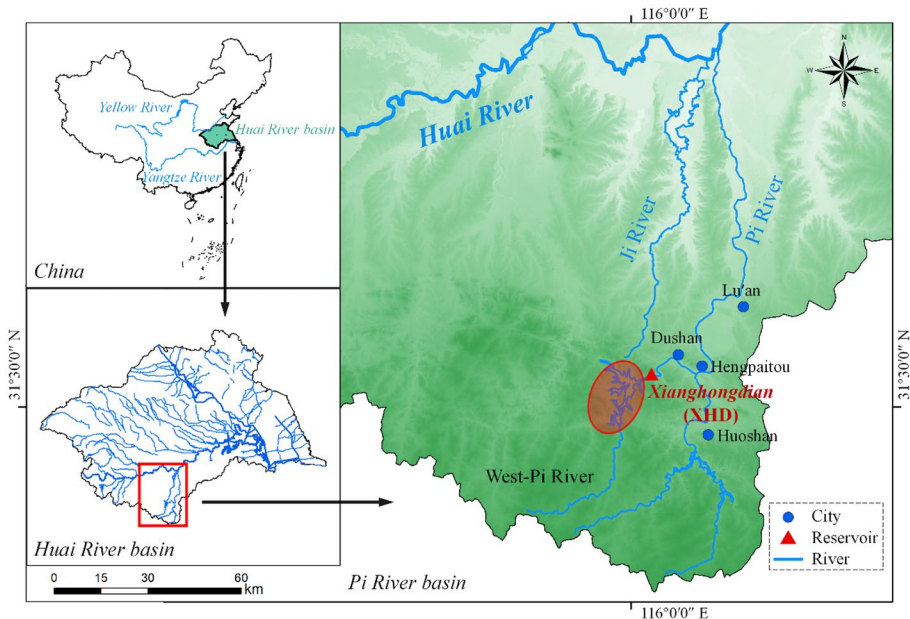 116°0′0″ E
Yellow River
Huai River basin
Yangtze River
China
31°30′0″ N
Huai River basin
0 15 30 60
km
Huai River
N
W E
S
Ji River
Pi River
Lu'an
Dushan
Hengpaitou
Xianghongdian
(XHD)
Huoshan
West-Pi River
City
Reservoir
River
Pi River basin
31°30′0″ N
116°0′0″ E